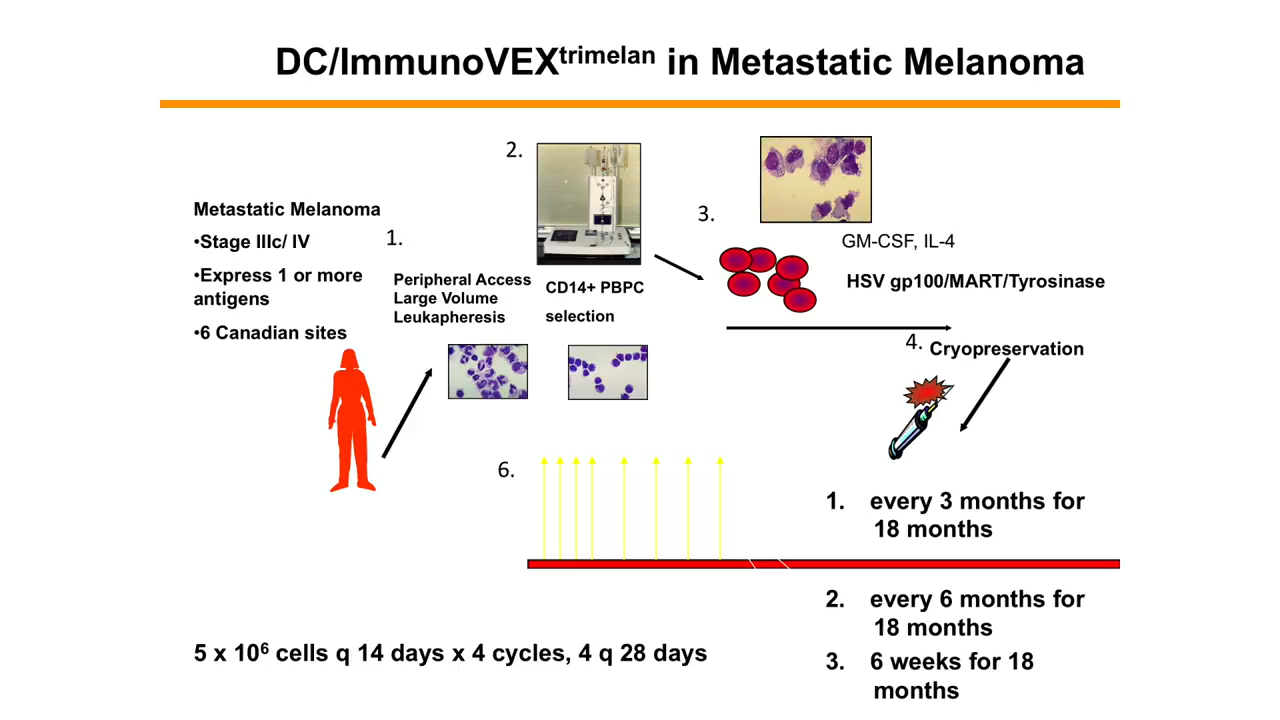 DC/ImmunoVEXtrimelan in Metastatic Melanoma
Metastatic Melanoma
•Stage IIIc/ IV
•Express 1 or more
antigens
•6 Canadian sites
1.
Peripheral Access
Large Volume
Leukapheresis
2.
CD14+ PBPC
selection
3.
GM-CSF, IL-4
HSV gp100/MART/Tyrosinase
4.
Cryopreservation
6.
1. every 3 months for
18 months
2. every 6 months for
18 months
3. 6 weeks for 18
months
5 x 10⁶ cells q 14 days x 4 cycles, 4 q 28 days